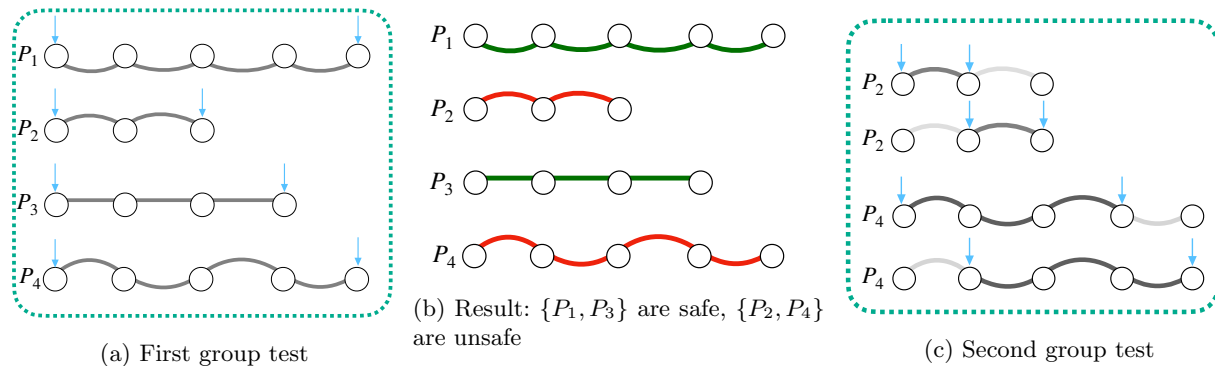 P1
P2
P3
P4
(a) First group test
P1
P2
P3
P4
(b) Result: {P1, P3} are safe, {P2, P4}
are unsafe
P2
P2
P4
P4
(c) Second group test